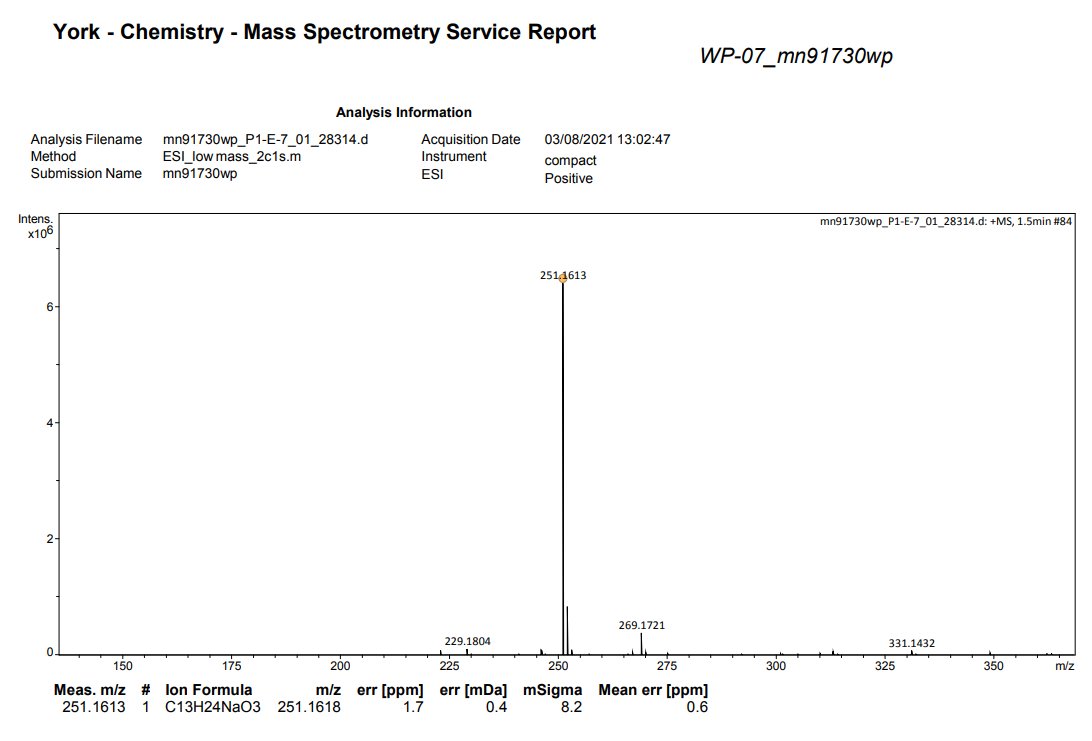 York - Chemistry - Mass Spectrometry Service Report
WP-07_mn91730wp
Analysis Information
Analysis Filename mn91730wp_P1-E-7_01_28314.d Acquisition Date 03/08/2021 13:02:47
Method ESI_low mass_2c1s.m Instrument compact
Submission Name mn91730wp ESI Positive
Intens.
x10⁶
mn91730wp_P1-E-7_01_28314.d: +MS, 1.5min #84
251.1613
6
4
2
269.1721
229.1804
331.1432
0
150 175 200 225 250 275 300 325 350 m/z
Meas. m/z # Ion Formula m/z err [ppm] err [mDa] mSigma Mean err [ppm]
251.1613 1 C13H24NaO3 251.1618 1.7 0.4 8.2 0.6